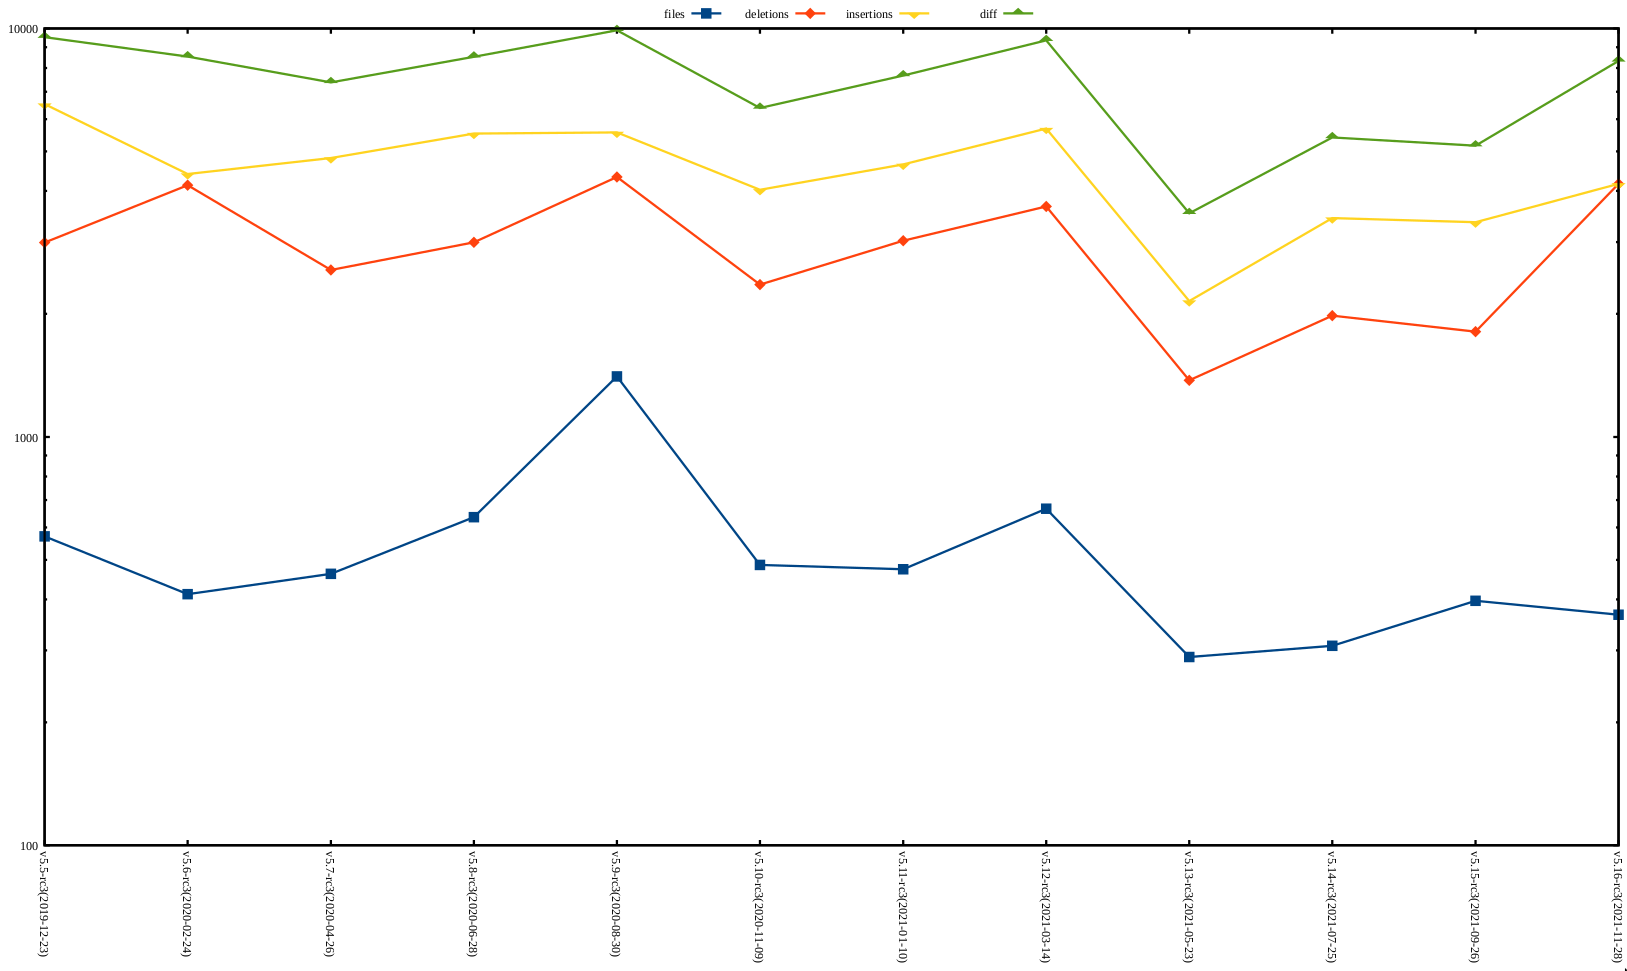 files deletions insertions diff
10000
1000
100
v5.5-rc3(2019-12-23)
v5.6-rc3(2020-02-24)
v5.7-rc3(2020-04-26)
v5.8-rc3(2020-06-28)
v5.9-rc3(2020-08-30)
v5.10-rc3(2020-11-09)
v5.11-rc3(2021-01-10)
v5.12-rc3(2021-03-14)
v5.13-rc3(2021-05-23)
v5.14-rc3(2021-07-25)
v5.15-rc3(2021-09-26)
v5.16-rc3(2021-11-28)